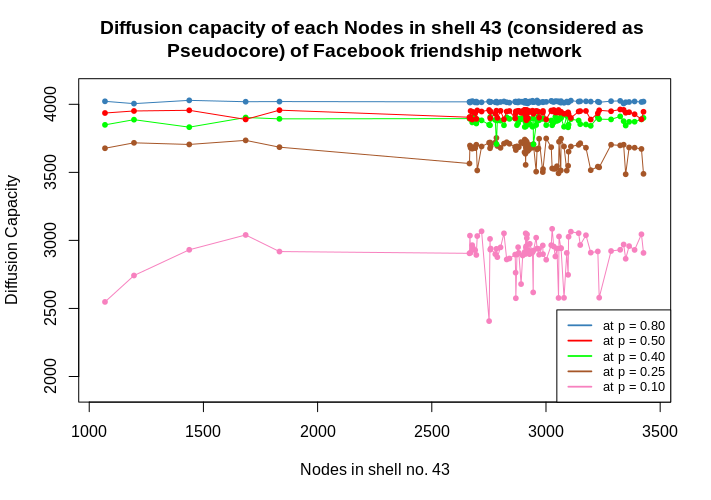 Diffusion capacity of each Nodes in shell 43 (considered as
Pseudocore) of Facebook friendship network
Diffusion Capacity
4000
3500
3000
2500
2000
at p = 0.80
at p = 0.50
at p = 0.40
at p = 0.25
at p = 0.10
1000 1500 2000 2500 3000 3500
Nodes in shell no. 43